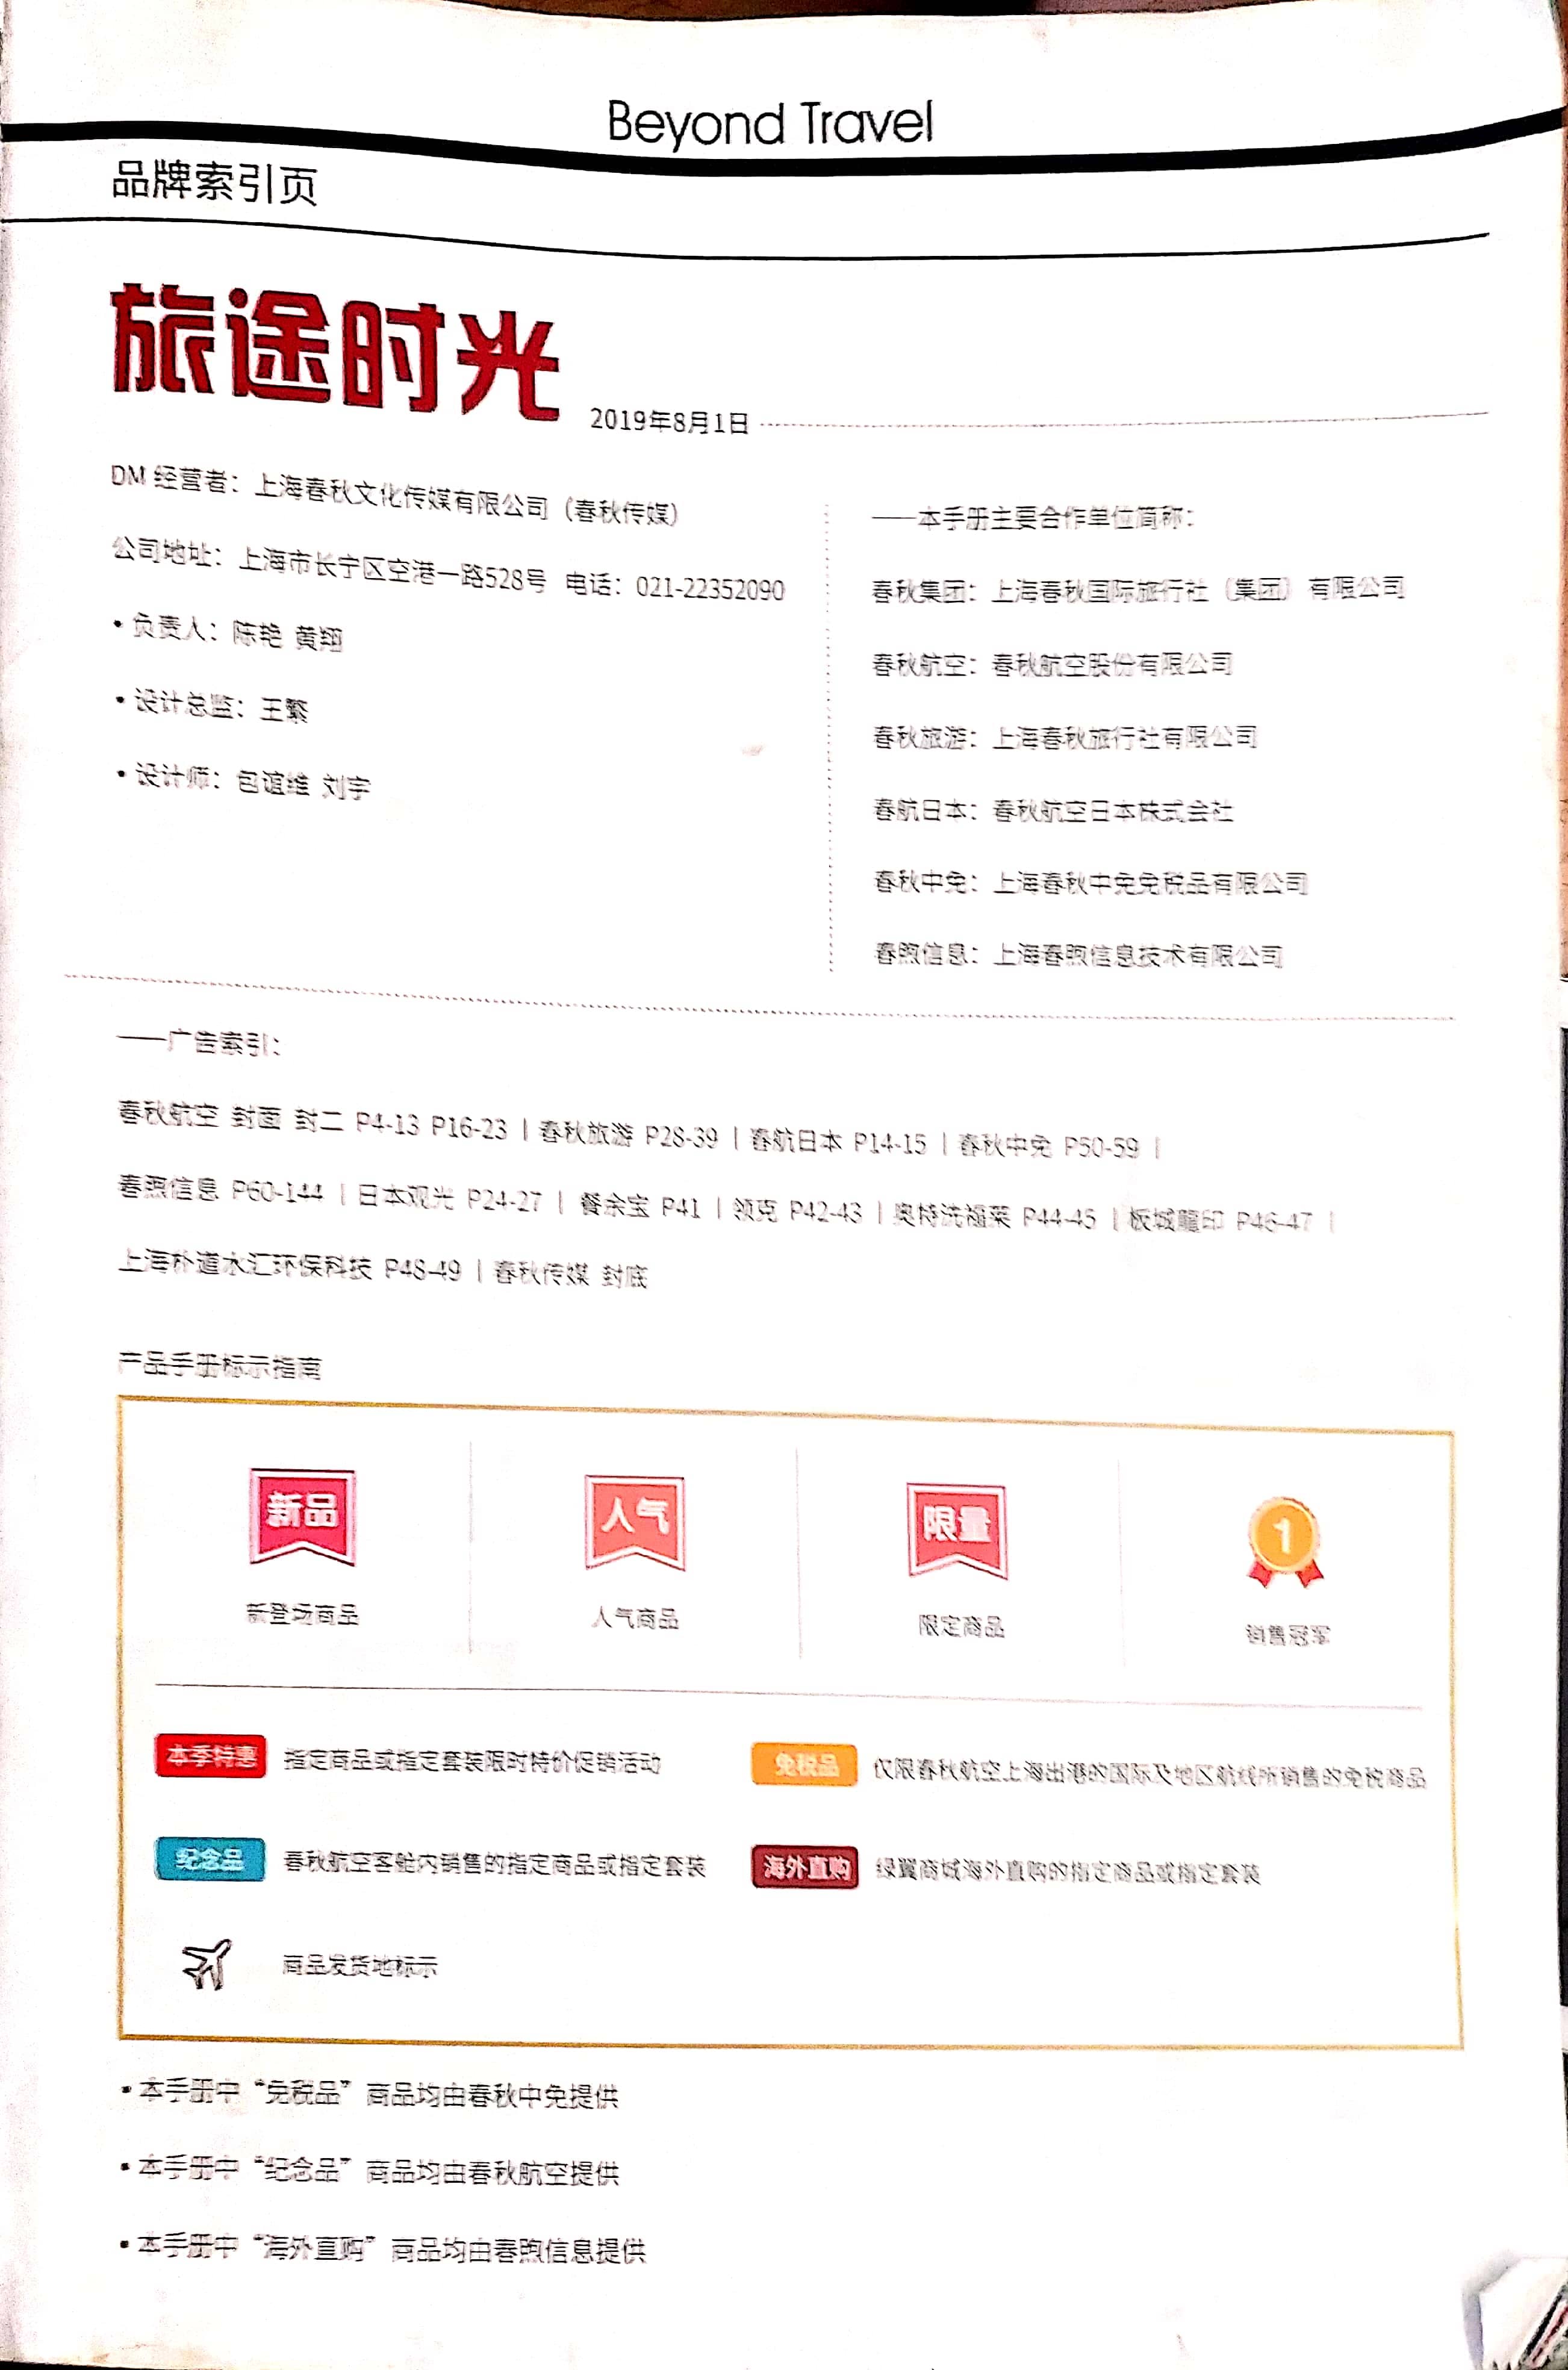 Beyond Travel
品牌索引页
旅途时光
2019年8月1日
DM 经营者：上海春秋文化传媒有限公司（春秋传媒）
公司地址：上海市长宁区空港一路528号 电话：021-22352090
• 负责人：陈艳 黄翔
• 设计总监：王繁
• 设计师：包谊维 刘宇
——本手册主要合作单位简称：
春秋集团：上海春秋国际旅行社（集团）有限公司
春秋航空：春秋航空股份有限公司
春秋旅游：上海春秋旅行社有限公司
春航日本：春秋航空日本株式会社
春秋中免：上海春秋中免免税品有限公司
春煦信息：上海春煦信息技术有限公司
——广告索引：
春秋航空 封面 封二 P4-13 P16-23 | 春秋旅游 P28-39 | 春航日本 P14-15 | 春秋中免 P50-59 |
春煦信息 P60-144 | 日本观光 P24-27 | 餐余宝 P41 | 领克 P42-43 | 奥特洗福莱 P44-45 | 板城龍印 P46-47 |
上海朴道水汇环保科技 P48-49 | 春秋传媒 封底
产品手册标示指南
新品
人气
限量
1
新登场商品
人气商品
限定商品
销售冠军
本季特惠 指定商品或指定套装限时特价促销活动
免税品 仅限春秋航空上海出港的国际及地区航线所销售的免税商品
纪念品 春秋航空客舱内销售的指定商品或指定套装
海外直购 绿翼商城海外直购的指定商品或指定套装
商品发货地标示
• 本手册中“免税品”商品均由春秋中免提供
• 本手册中“纪念品”商品均由春秋航空提供
• 本手册中“海外直购”商品均由春煦信息提供